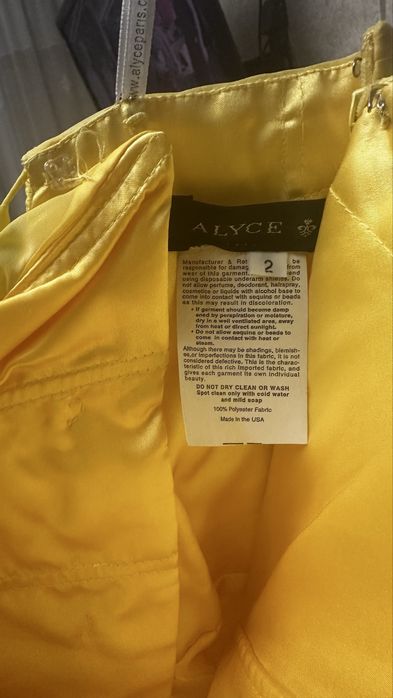 w.alyceparis.c
ALYCE
2
Manufacturer & Ret be
responsible for damag from
wear of this garment. end
using disposable underarm shields. Do
not allow perfume, deodorant, hairspray,
cosmetics or liquids with alcohol base to
come into contact with sequins or beads
as this may result in discoloration.
• If garment should become damp
ened by perspiration or moisture,
dry in a well ventilated area, away
from heat or direct sunlight.
• Do not allow sequins or beads to
come in contact with heat or
steam.
Although there may be shadings, blemish-
es, or imperfections in this fabric, it is not
considered defective. This is the charac-
teristic of this rich imported fabric, and
gives each garment its own individual
beauty.
DO NOT DRY CLEAN OR WASH
Spot clean only with cold water
and mild soap
100% Polyester Fabric
Made in the USA